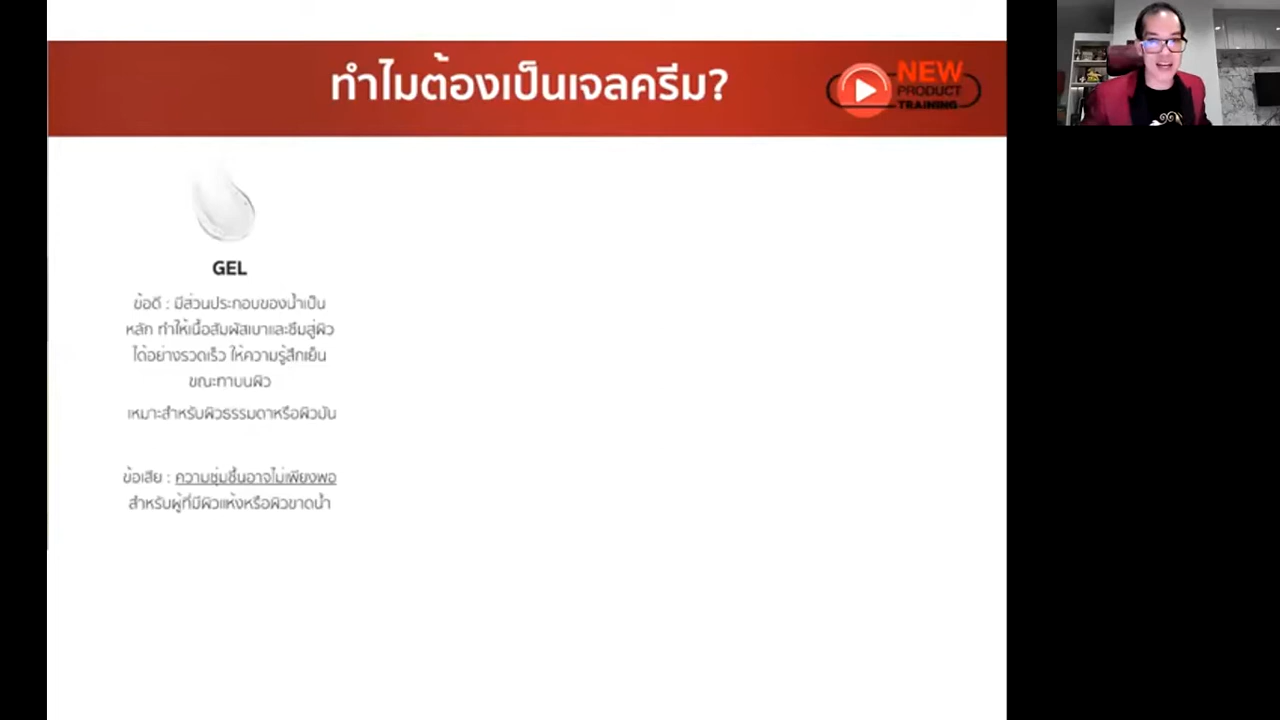 ทำไมต้องเป็นเจลครีม?
NEW
PRODUCT
TRAINING
GEL
ข้อดี : มีส่วนประกอบของน้ำเป็น
หลัก ทำให้เนื้อสัมผัสเบาและซึมสู่ผิว
ได้อย่างรวดเร็ว ให้ความรู้สึกเย็น
ขณะทาบนผิว
เหมาะสำหรับผิวธรรมดาหรือผิวมัน
ข้อเสีย : ความชุ่มชื้นอาจไม่เพียงพอ
สำหรับผู้ที่มีผิวแห้งหรือผิวขาดน้ำ